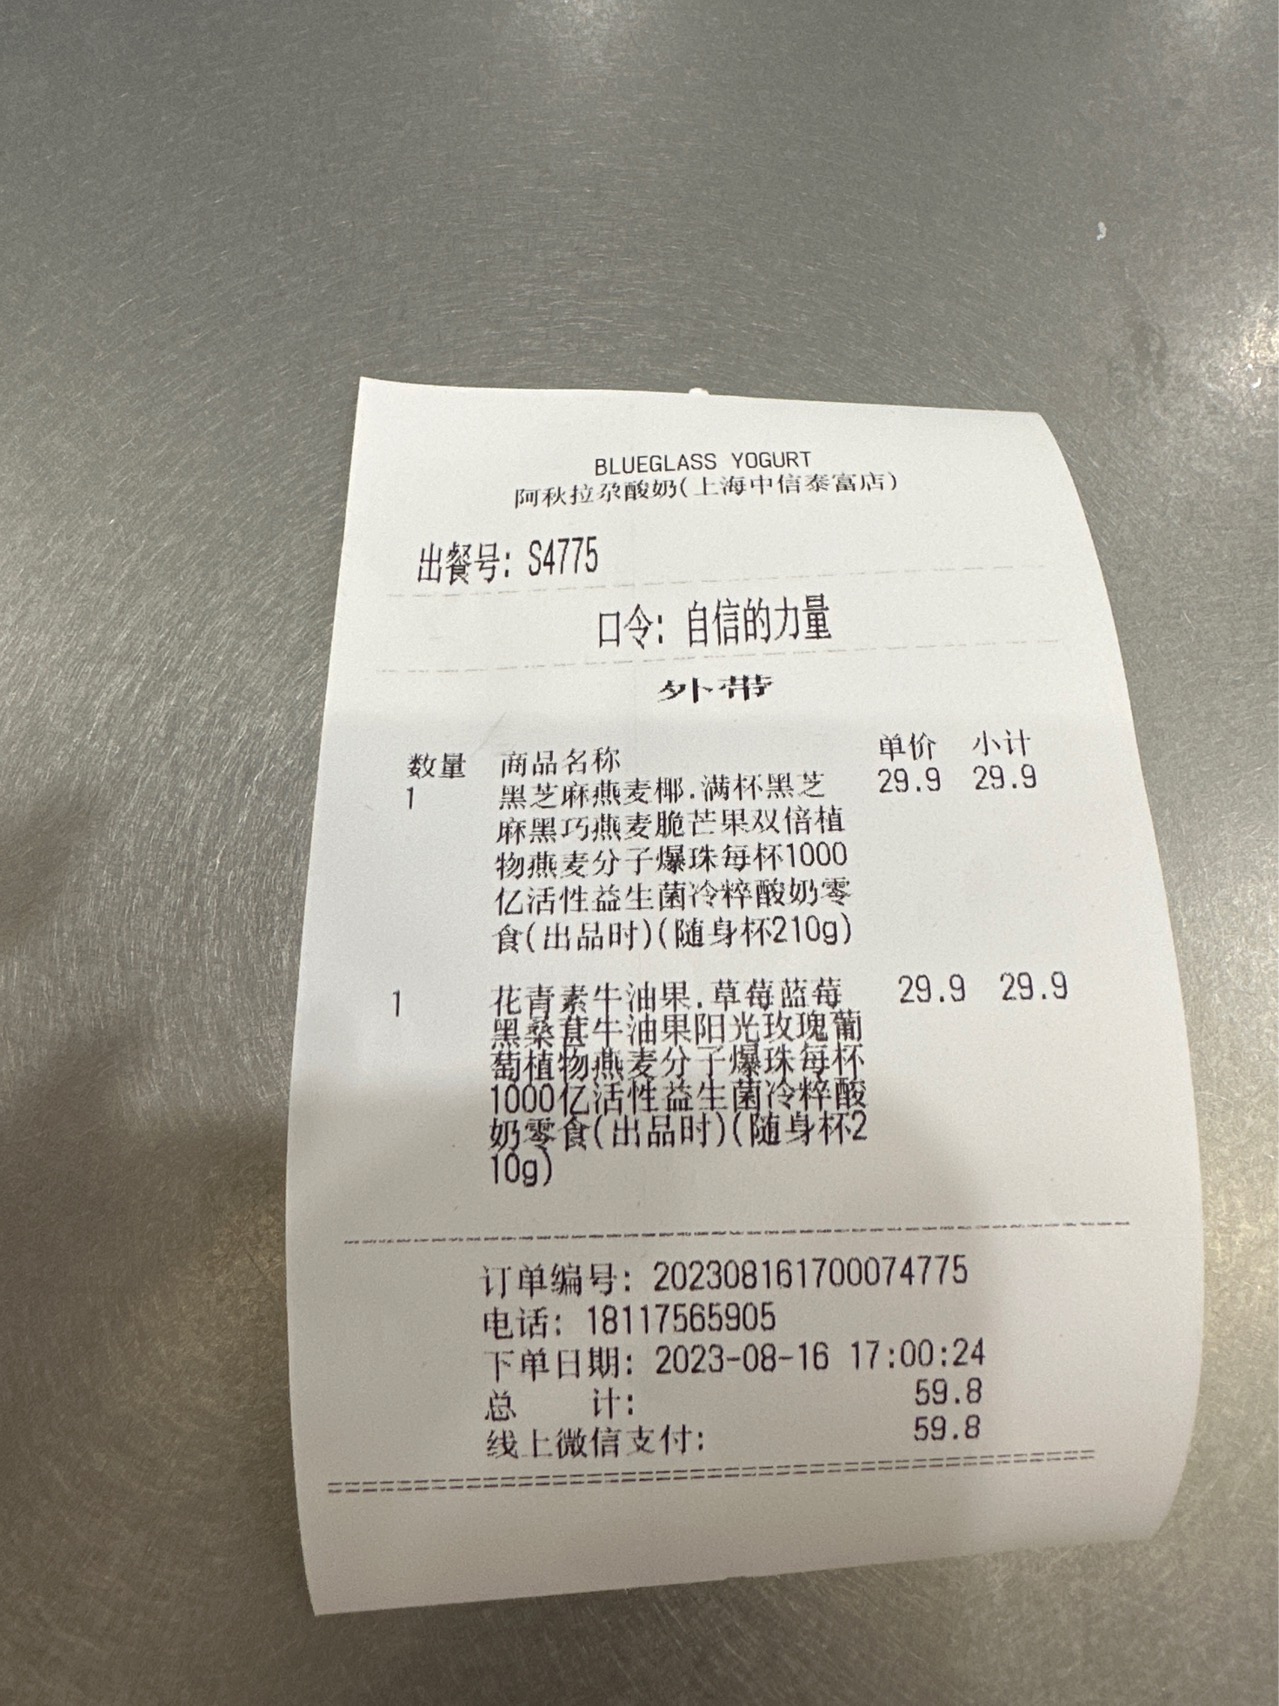 BLUEGLASS YOGURT
阿秋拉尕酸奶(上海中信泰富店)
出餐号: S4775
口令: 自信的力量
外带
数量 商品名称 单价 小计
1 黑芝麻燕麦椰.满杯黑芝 29.9 29.9
麻黑巧燕麦脆芒果双倍植
物燕麦分子爆珠每杯1000
亿活性益生菌冷粹酸奶零
食(出品时)(随身杯210g)
1 花青素牛油果.草莓蓝莓 29.9 29.9
黑桑葚牛油果阳光玫瑰葡
萄植物燕麦分子爆珠每杯
1000亿活性益生菌冷粹酸
奶零食(出品时)(随身杯2
10g)
订单编号: 202308161700074775
电话: 18117565905
下单日期: 2023-08-16 17:00:24
总 计: 59.8
线上微信支付: 59.8